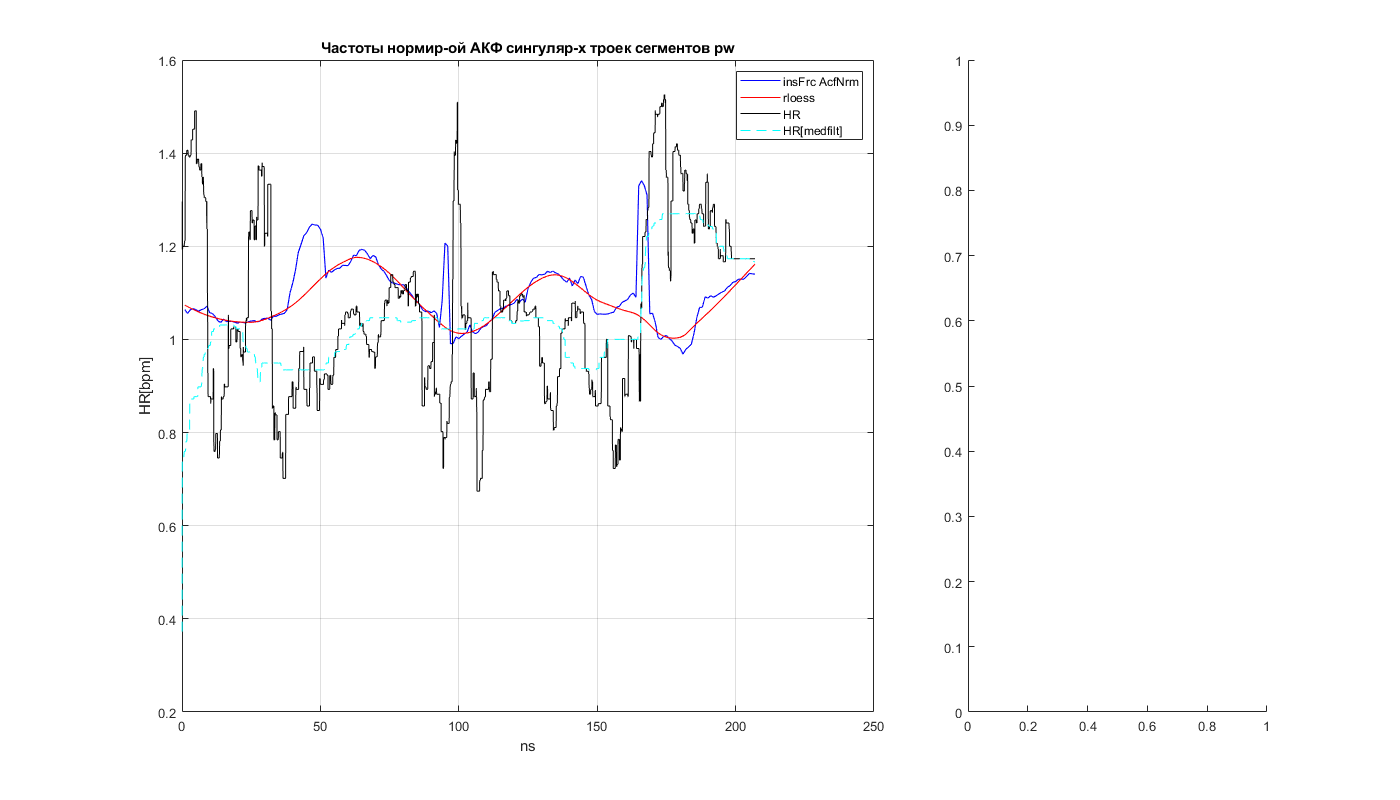 Частоты нормир-ой АКФ сингуляр-х троек сегментов pw
insFrc AcfNrm
rloess
HR
HR[medfilt]
HR[bpm]
1.6
1.4
1.2
1
0.8
0.6
0.4
0.2
0 50 100 150 200 250
ns
1
0.9
0.8
0.7
0.6
0.5
0.4
0.3
0.2
0.1
0
0 0.2 0.4 0.6 0.8 1